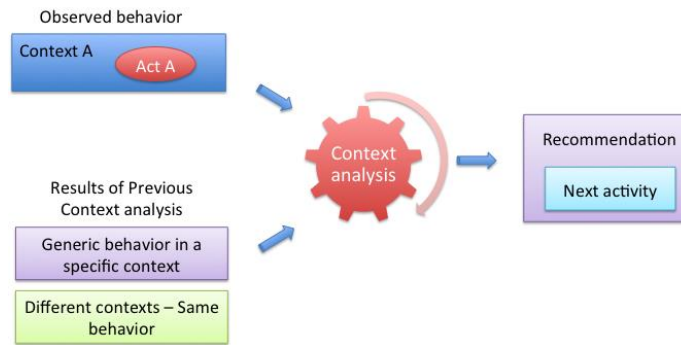 Observed behavior
Context A
Act A
Results of Previous
Context analysis
Generic behavior in a
specific context
Different contexts – Same
behavior
Context
analysis
Recommendation
Next activity